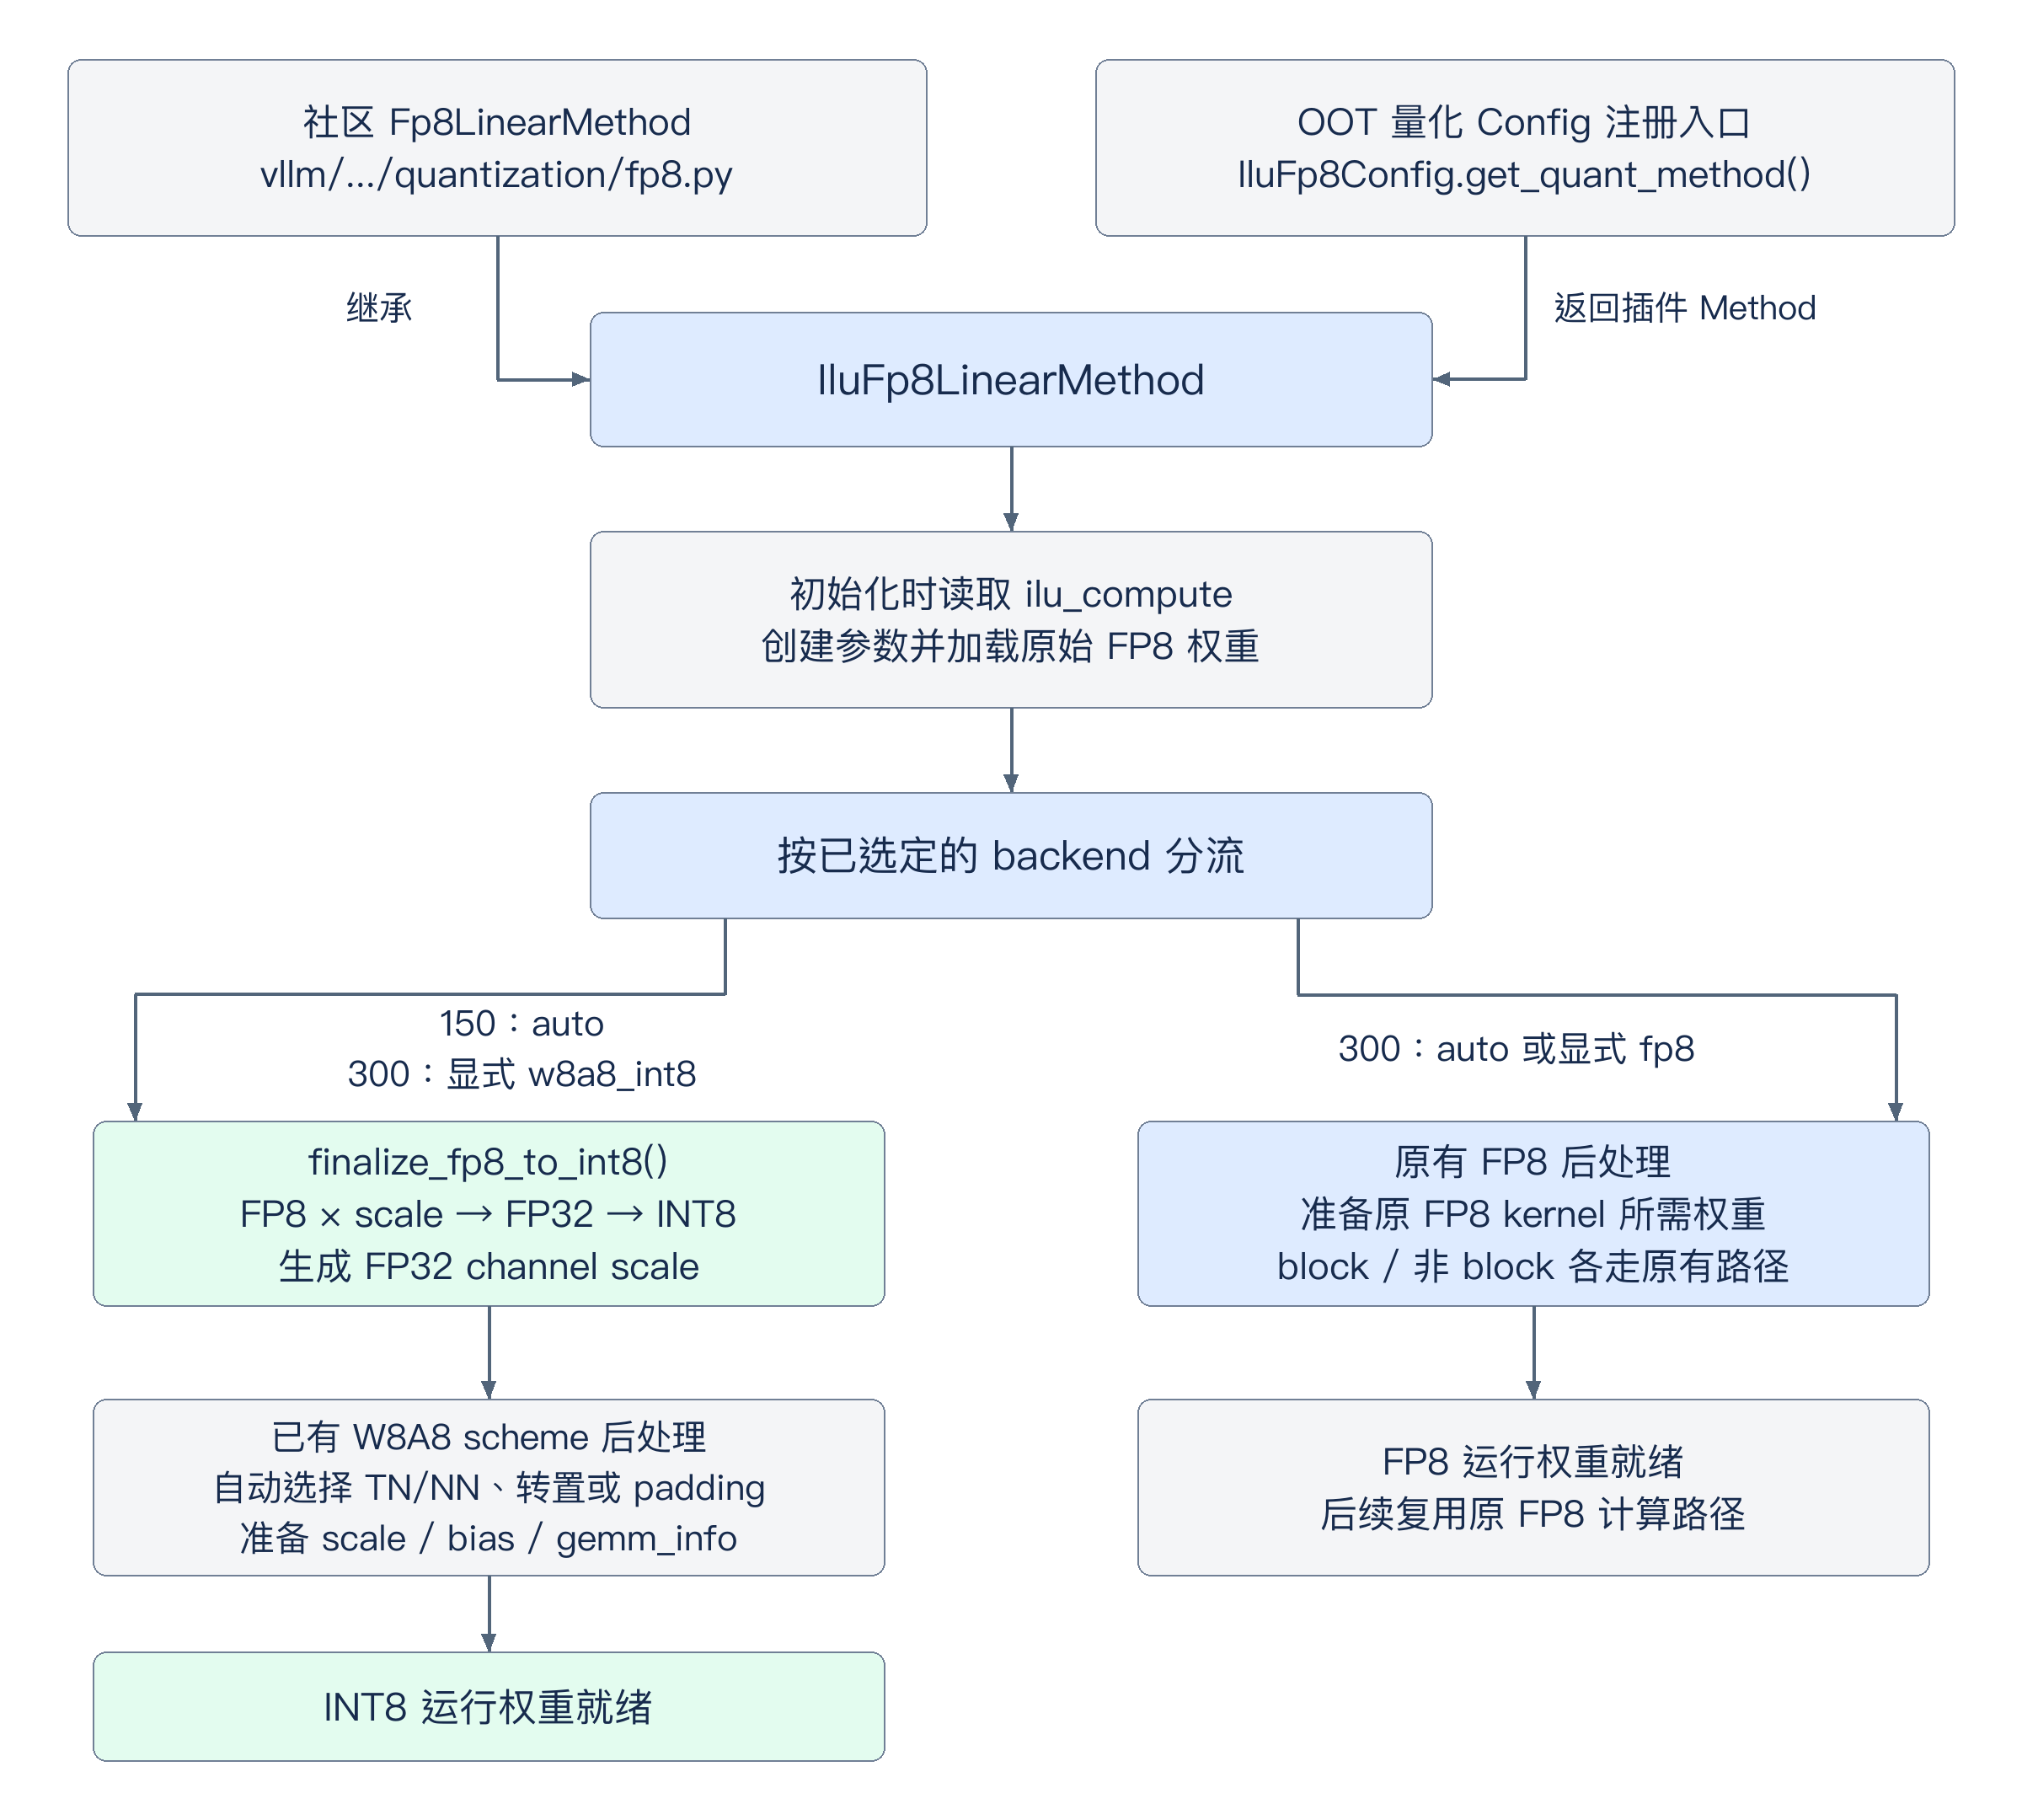 社区 Fp8LinearMethod
vllm/.../quantization/fp8.py
OOT 量化 Config 注册入口
IluFp8Config.get_quant_method()
继承
返回插件 Method
IluFp8LinearMethod
初始化时读取 ilu_compute
创建参数并加载原始 FP8 权重
按已选定的 backend 分流
150：auto
300：显式 w8a8_int8
300：auto 或显式 fp8
finalize_fp8_to_int8()
FP8 × scale → FP32 → INT8
生成 FP32 channel scale
原有 FP8 后处理
准备原 FP8 kernel 所需权重
block / 非 block 各走原有路径
已有 W8A8 scheme 后处理
自动选择 TN/NN、转置或 padding
准备 scale / bias / gemm_info
FP8 运行权重就绪
后续复用原 FP8 计算路径
INT8 运行权重就绪